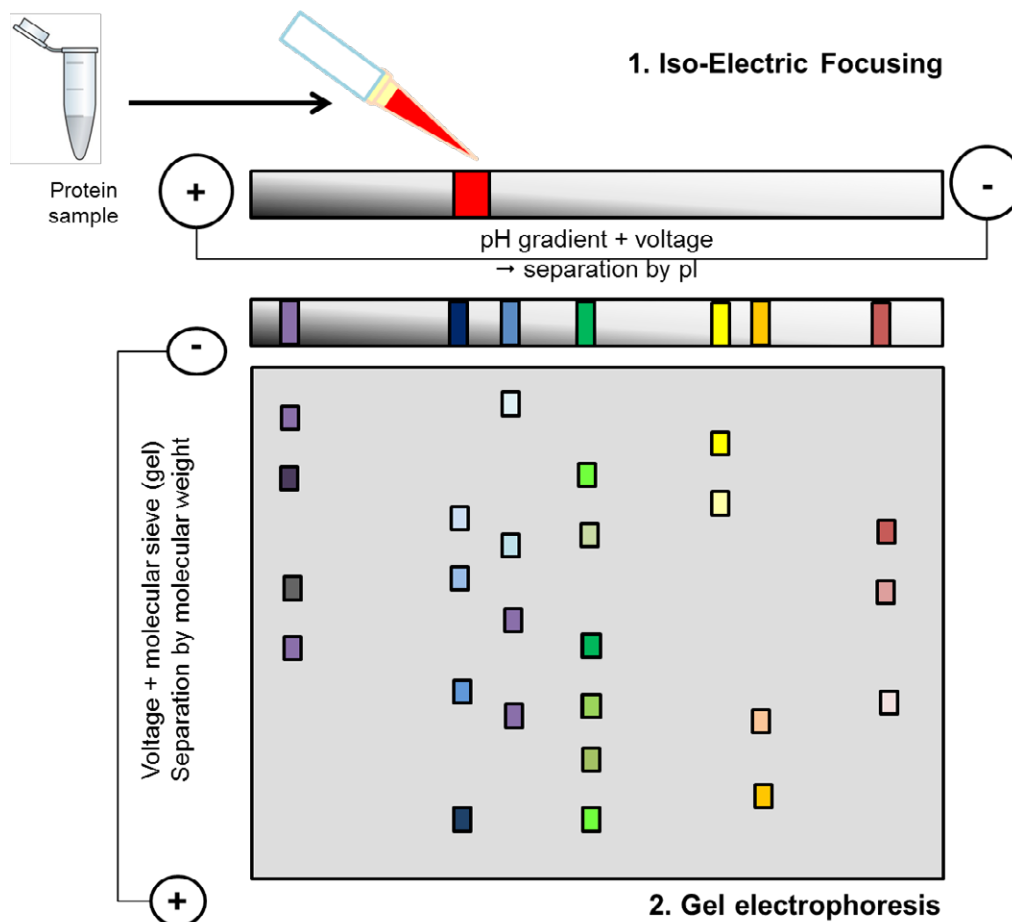 1. Iso-Electric Focusing
+
-
Protein
sample
pH gradient + voltage
→ separation by pI
-
Voltage + molecular sieve (gel)
Separation by molecular weight
+
2. Gel electrophoresis